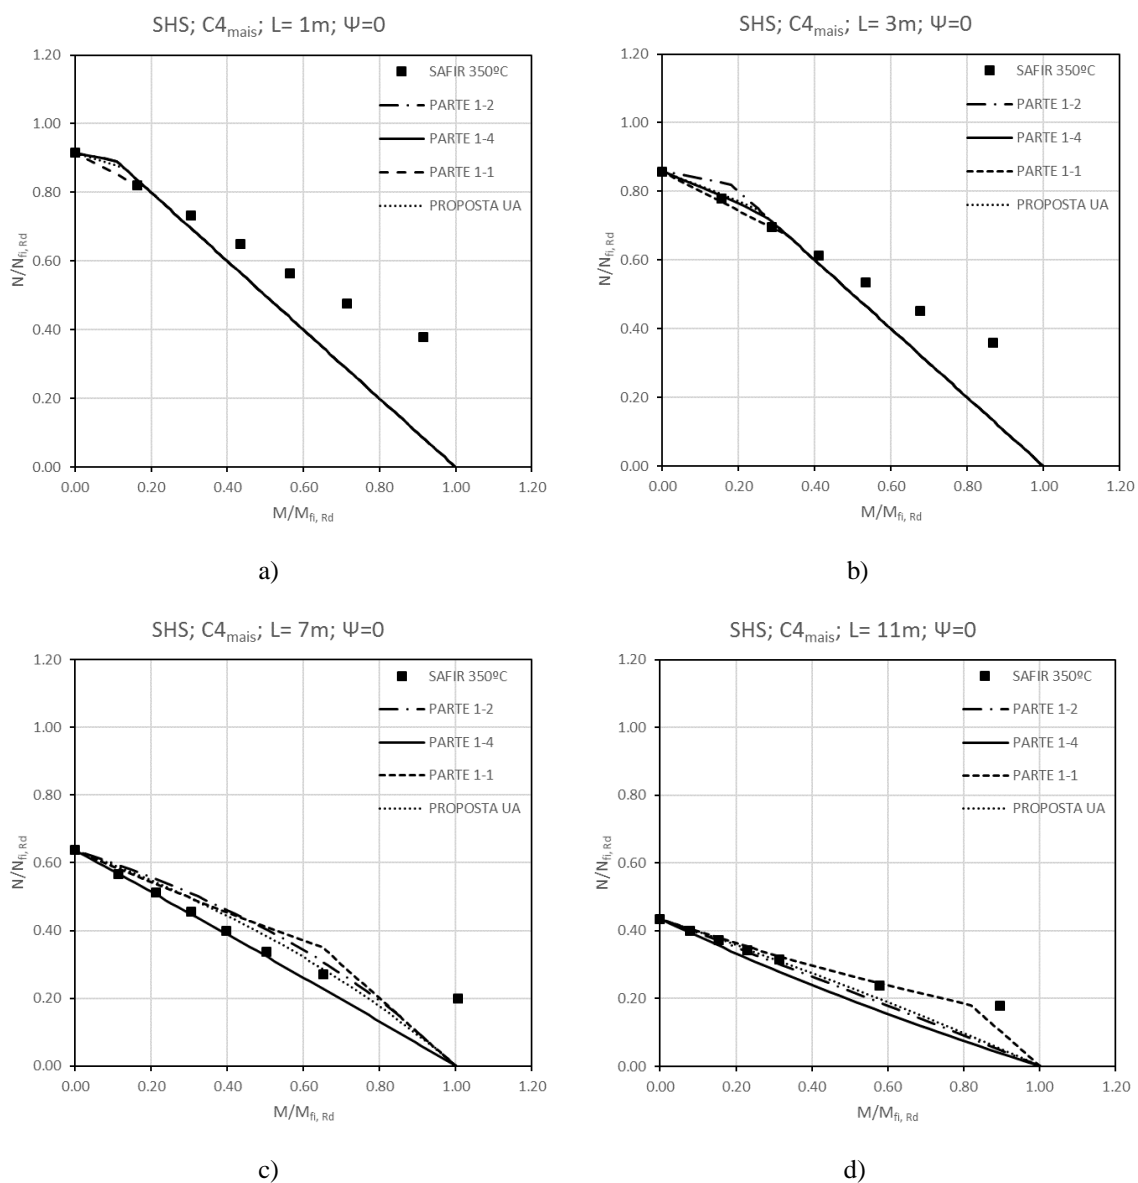 SHS; C4mais; L= 1m; Ψ=0
1.20
1.00
0.80
0.60
0.40
0.20
0.00
N/Nfi, Rd
SAFIR 350ºC
PARTE 1-2
PARTE 1-4
PARTE 1-1
PROPOSTA UA
0.00 0.20 0.40 0.60 0.80 1.00 1.20
M/Mfi, Rd
a)
SHS; C4mais; L= 3m; Ψ=0
1.20
1.00
0.80
0.60
0.40
0.20
0.00
N/Nfi, Rd
SAFIR 350ºC
PARTE 1-2
PARTE 1-4
PARTE 1-1
PROPOSTA UA
0.00 0.20 0.40 0.60 0.80 1.00 1.20
M/Mfi, Rd
b)
SHS; C4mais; L= 7m; Ψ=0
1.20
1.00
0.80
0.60
0.40
0.20
0.00
N/Nfi, Rd
SAFIR 350ºC
PARTE 1-2
PARTE 1-4
PARTE 1-1
PROPOSTA UA
0.00 0.20 0.40 0.60 0.80 1.00 1.20
M/Mfi, Rd
c)
SHS; C4mais; L= 11m; Ψ=0
1.20
1.00
0.80
0.60
0.40
0.20
0.00
N/Nfi, Rd
SAFIR 350ºC
PARTE 1-2
PARTE 1-4
PARTE 1-1
PROPOSTA UA
0.00 0.20 0.40 0.60 0.80 1.00 1.20
M/Mfi, Rd
d)